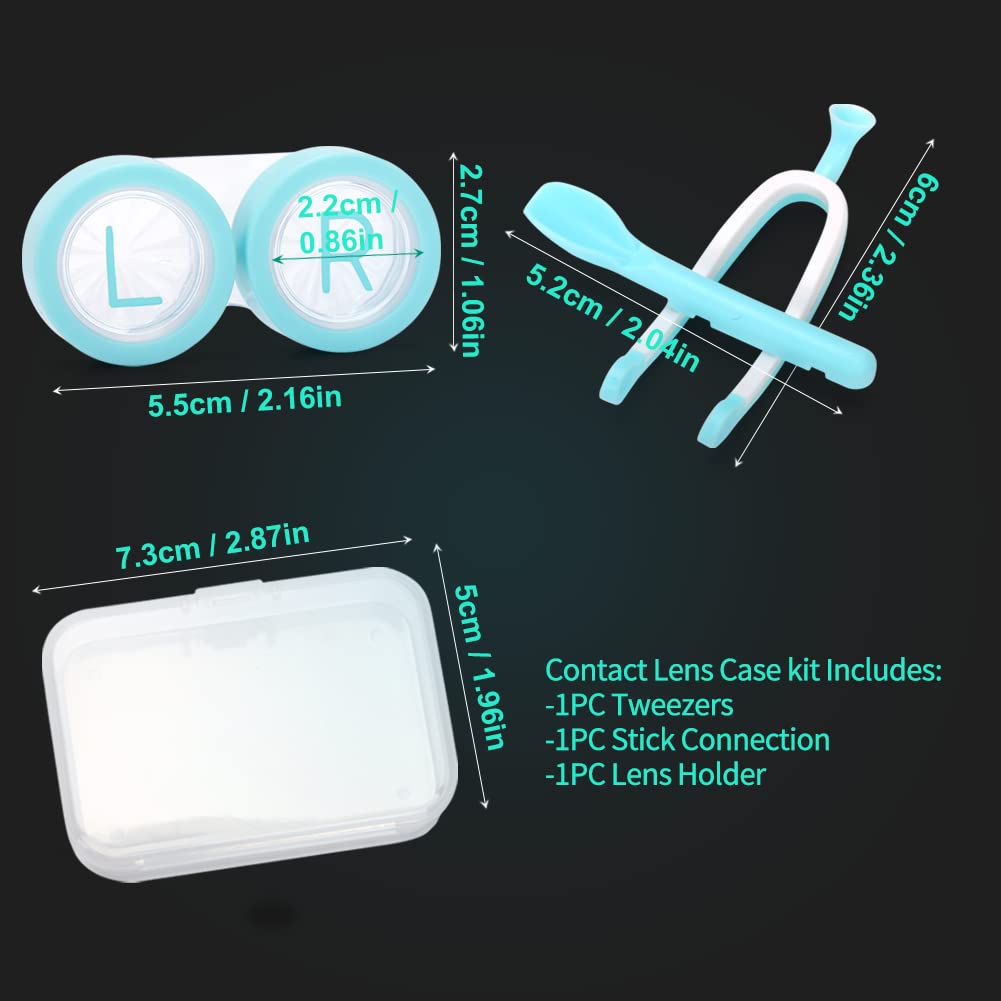 L
R
2.2cm /
0.86in
2.7cm / 1.06in
5.5cm / 2.16in
5.2cm / 2.04in
6cm / 2.36in
7.3cm / 2.87in
5cm / 1.96in
Contact Lens Case kit Includes:
-1PC Tweezers
-1PC Stick Connection
-1PC Lens Holder